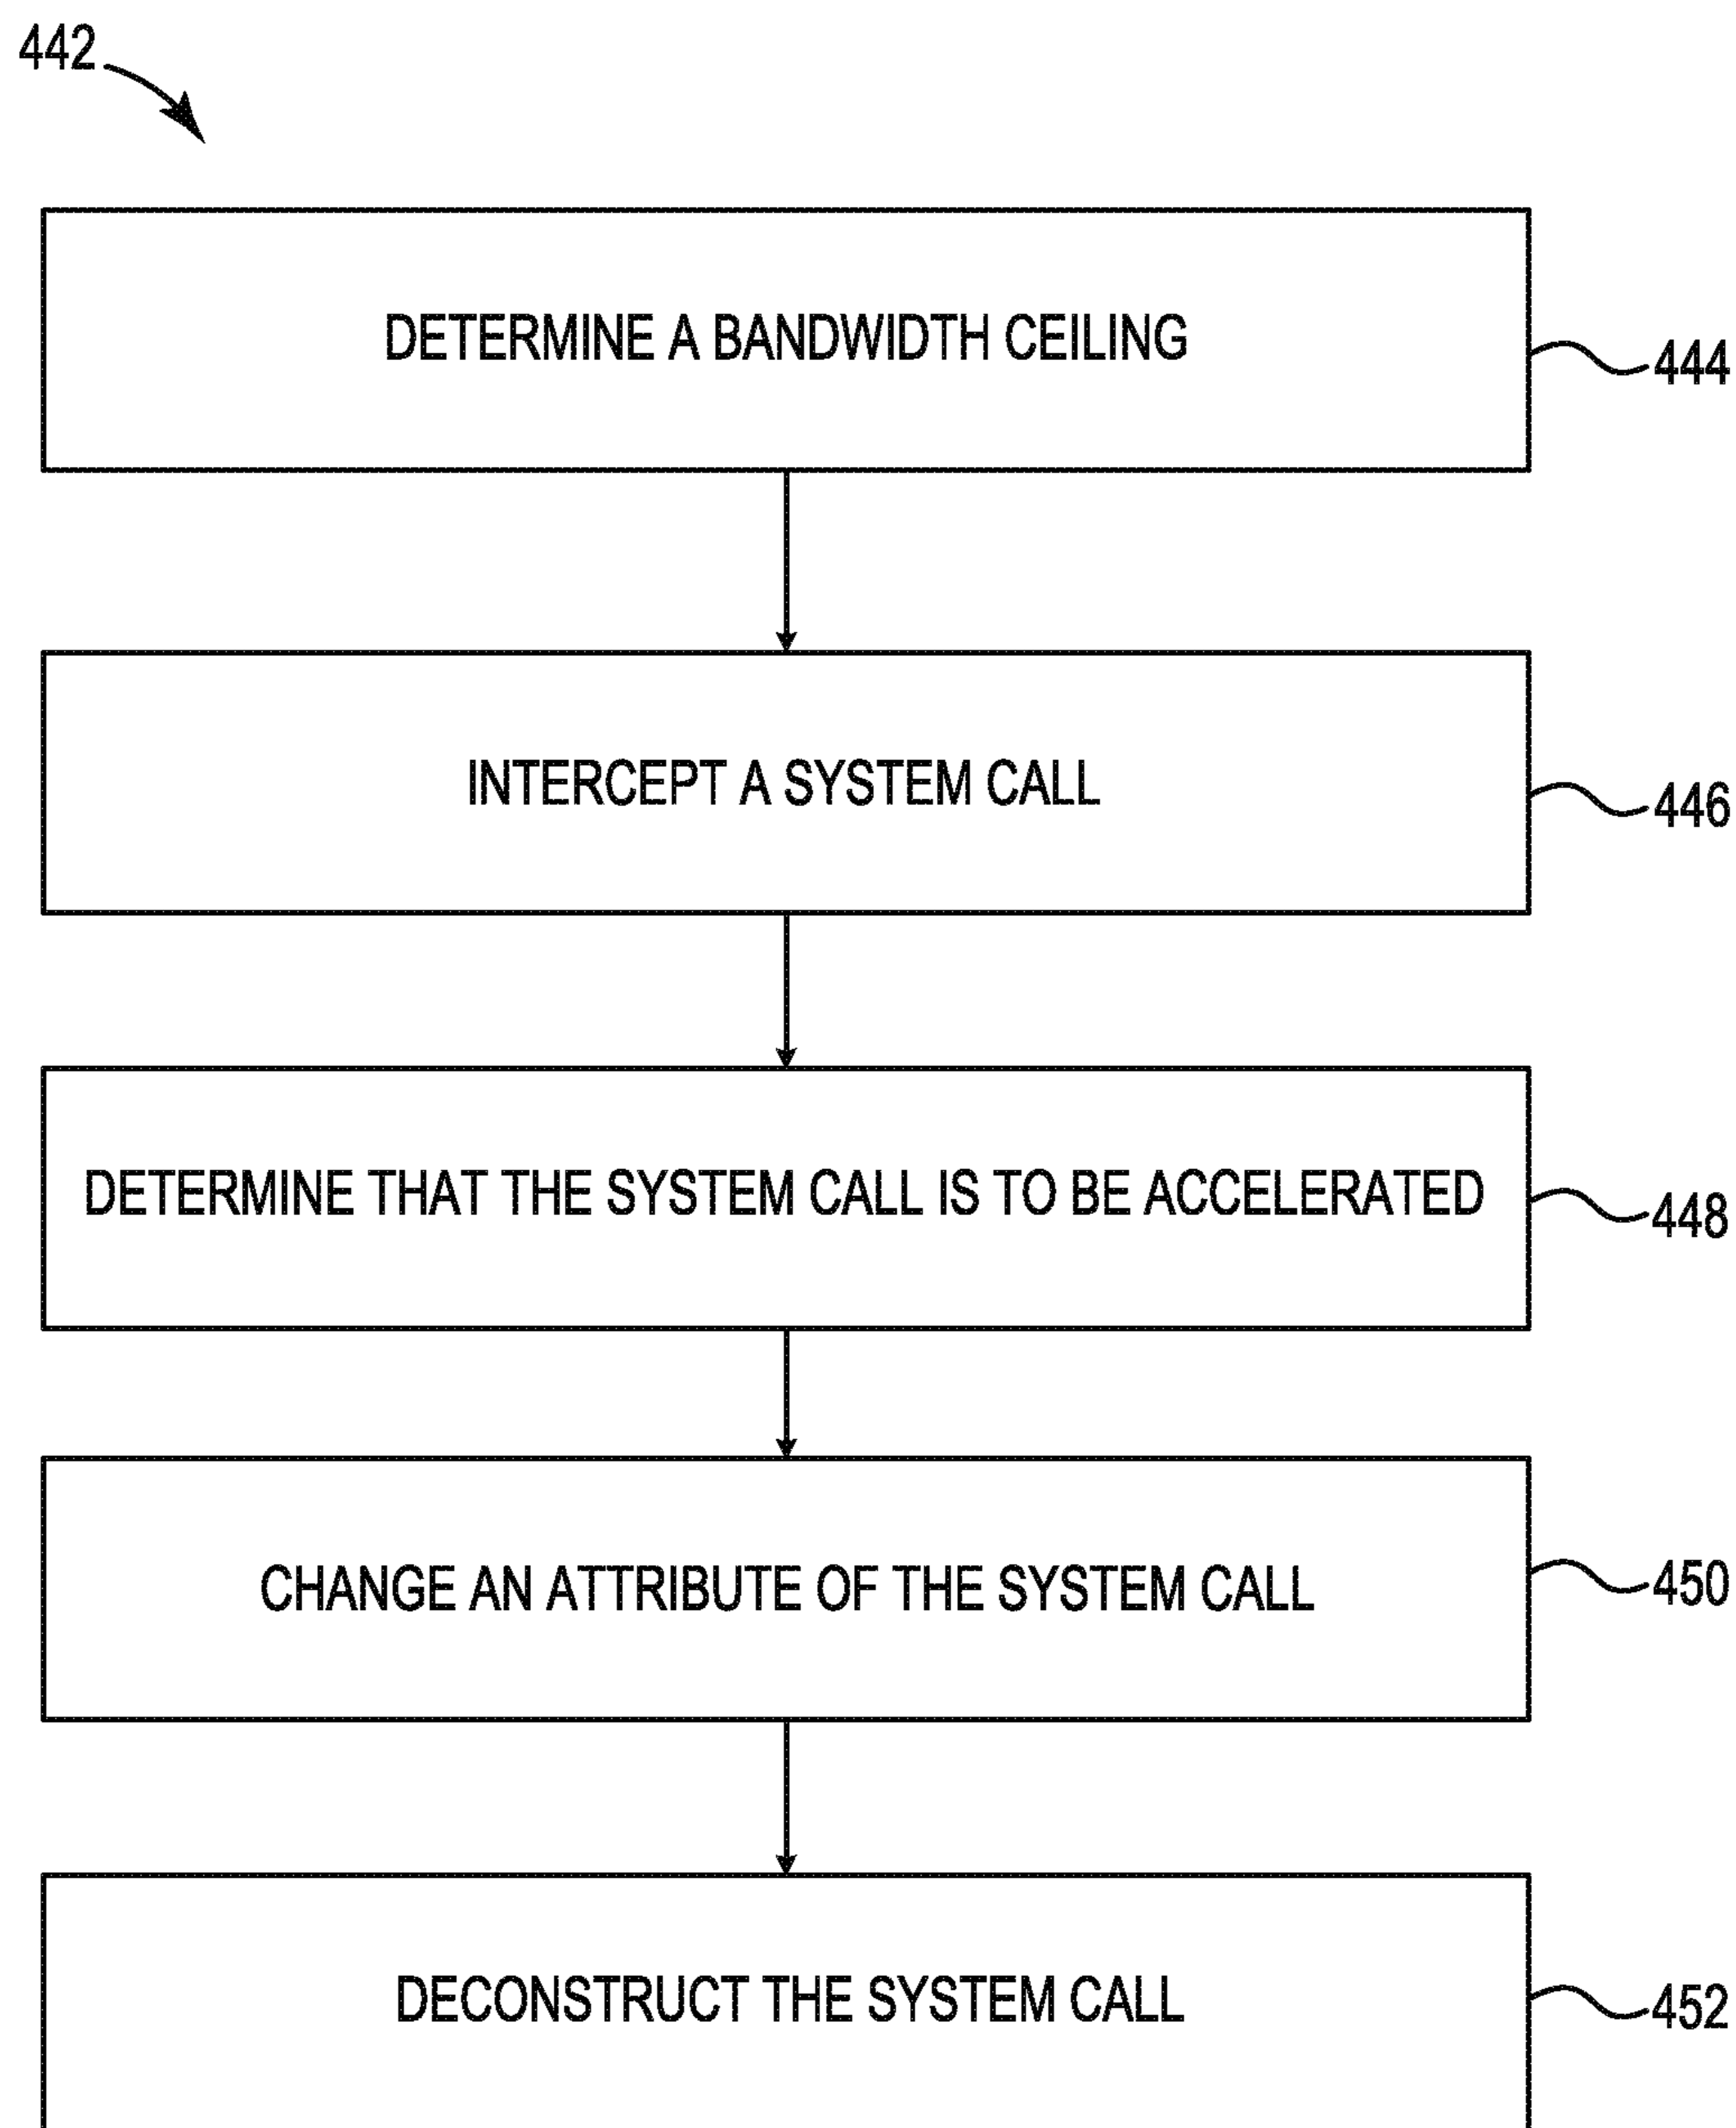 442
DETERMINE A BANDWIDTH CEILING
444
INTERCEPT A SYSTEM CALL
446
DETERMINE THAT THE SYSTEM CALL IS TO BE ACCELERATED
448
CHANGE AN ATTRIBUTE OF THE SYSTEM CALL
450
DECONSTRUCT THE SYSTEM CALL
452